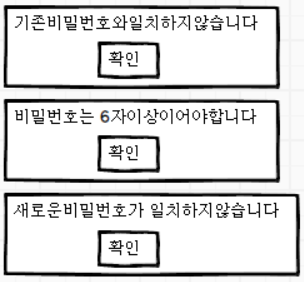 기존비밀번호와일치하지않습니다
확인
비밀번호는 6자이상이어야합니다
확인
새로운비밀번호가 일치하지않습니다
확인